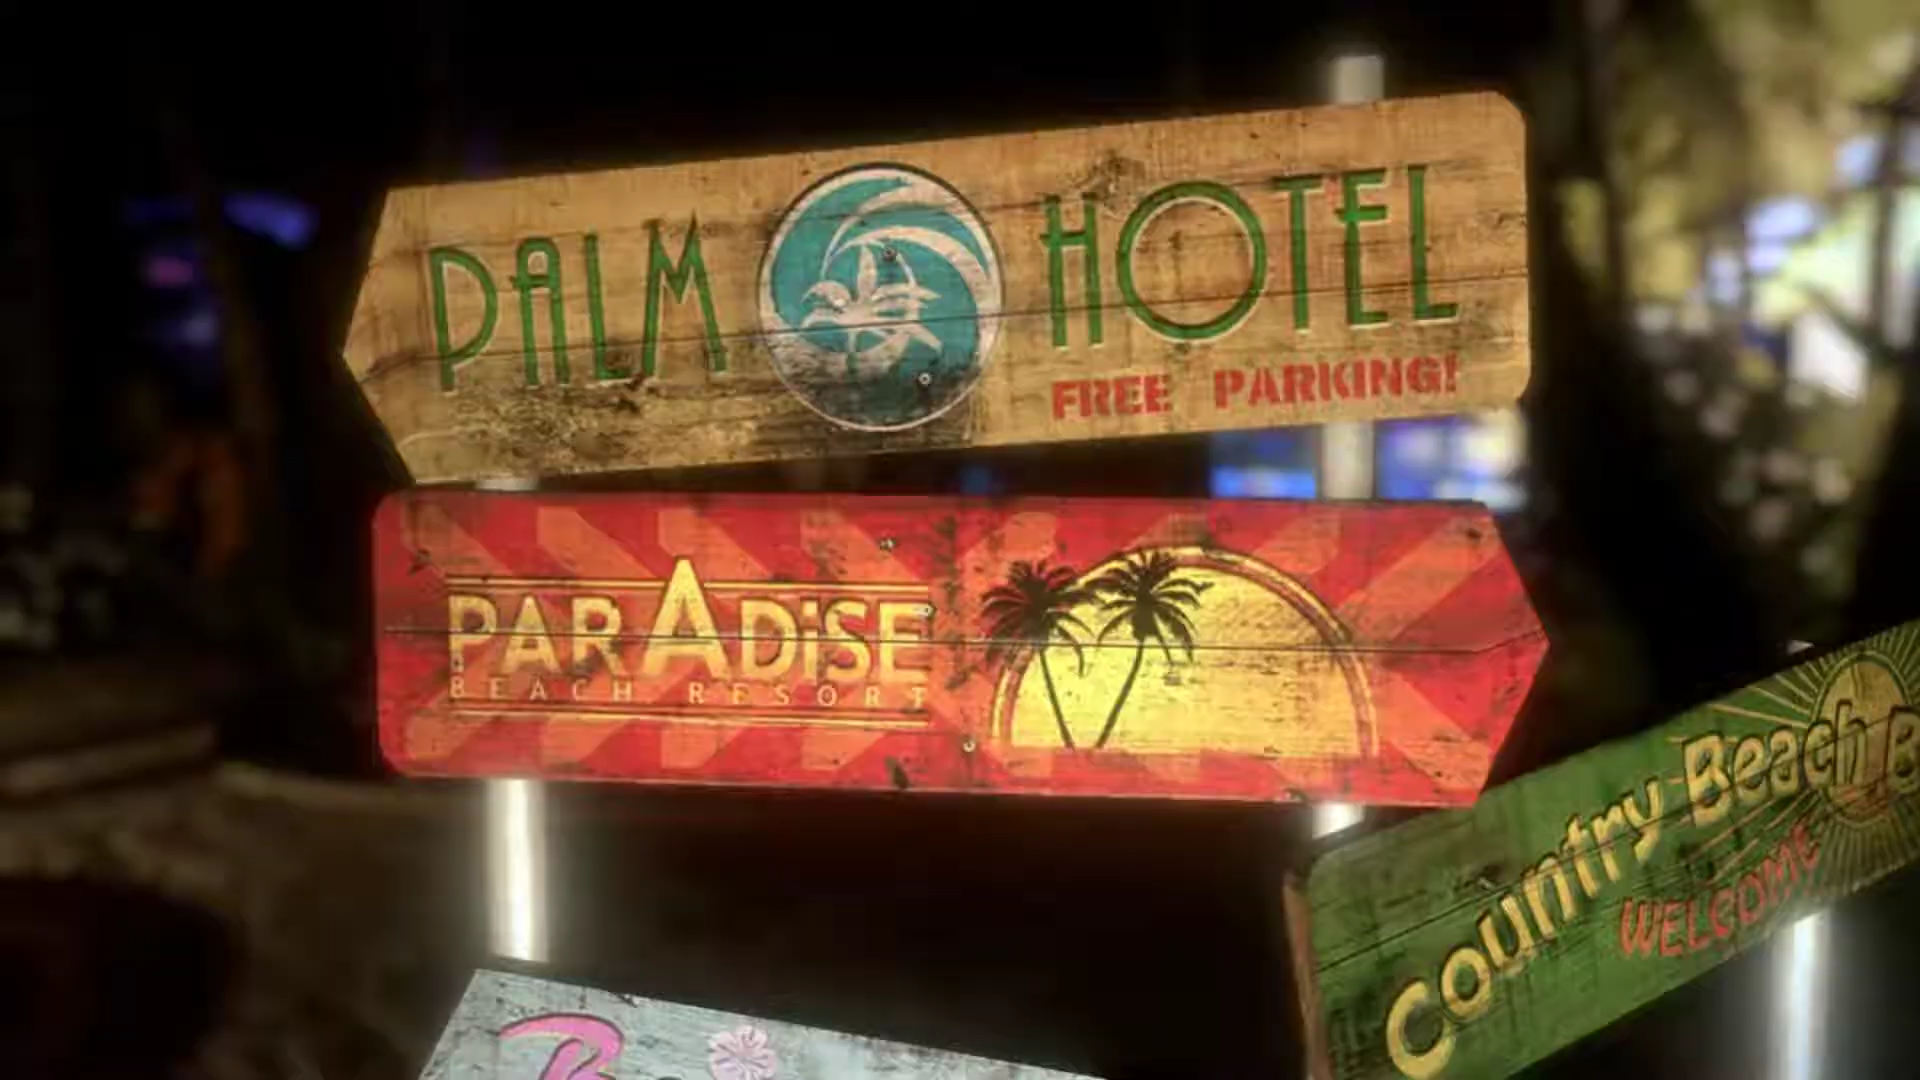 PALM HOTEL
FREE PARKING!
PARADiSE
BEACH RESORT
Country Beach
WELCOME